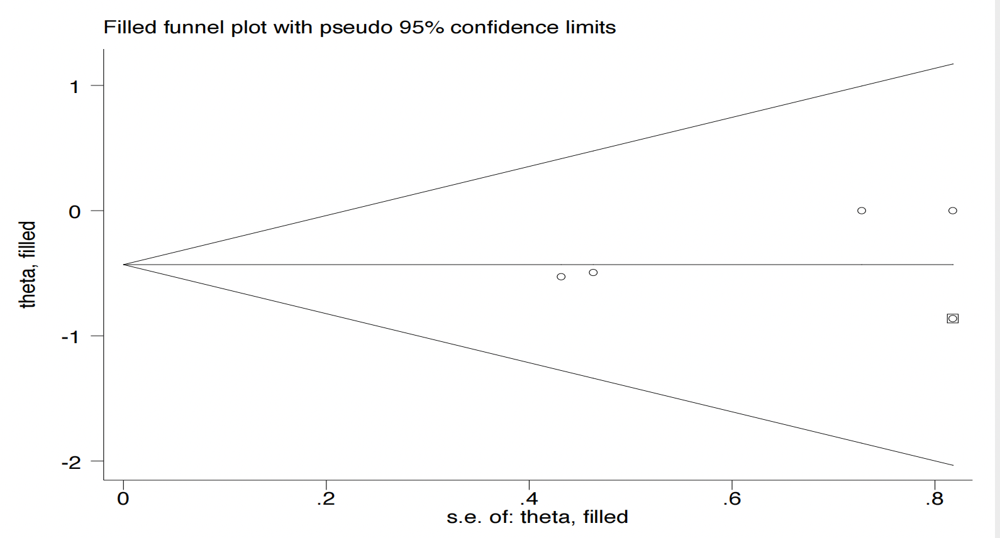 Filled funnel plot with pseudo 95% confidence limits
1
0
-1
-2
theta, filled
0 .2 .4 .6 .8
s.e. of: theta, filled